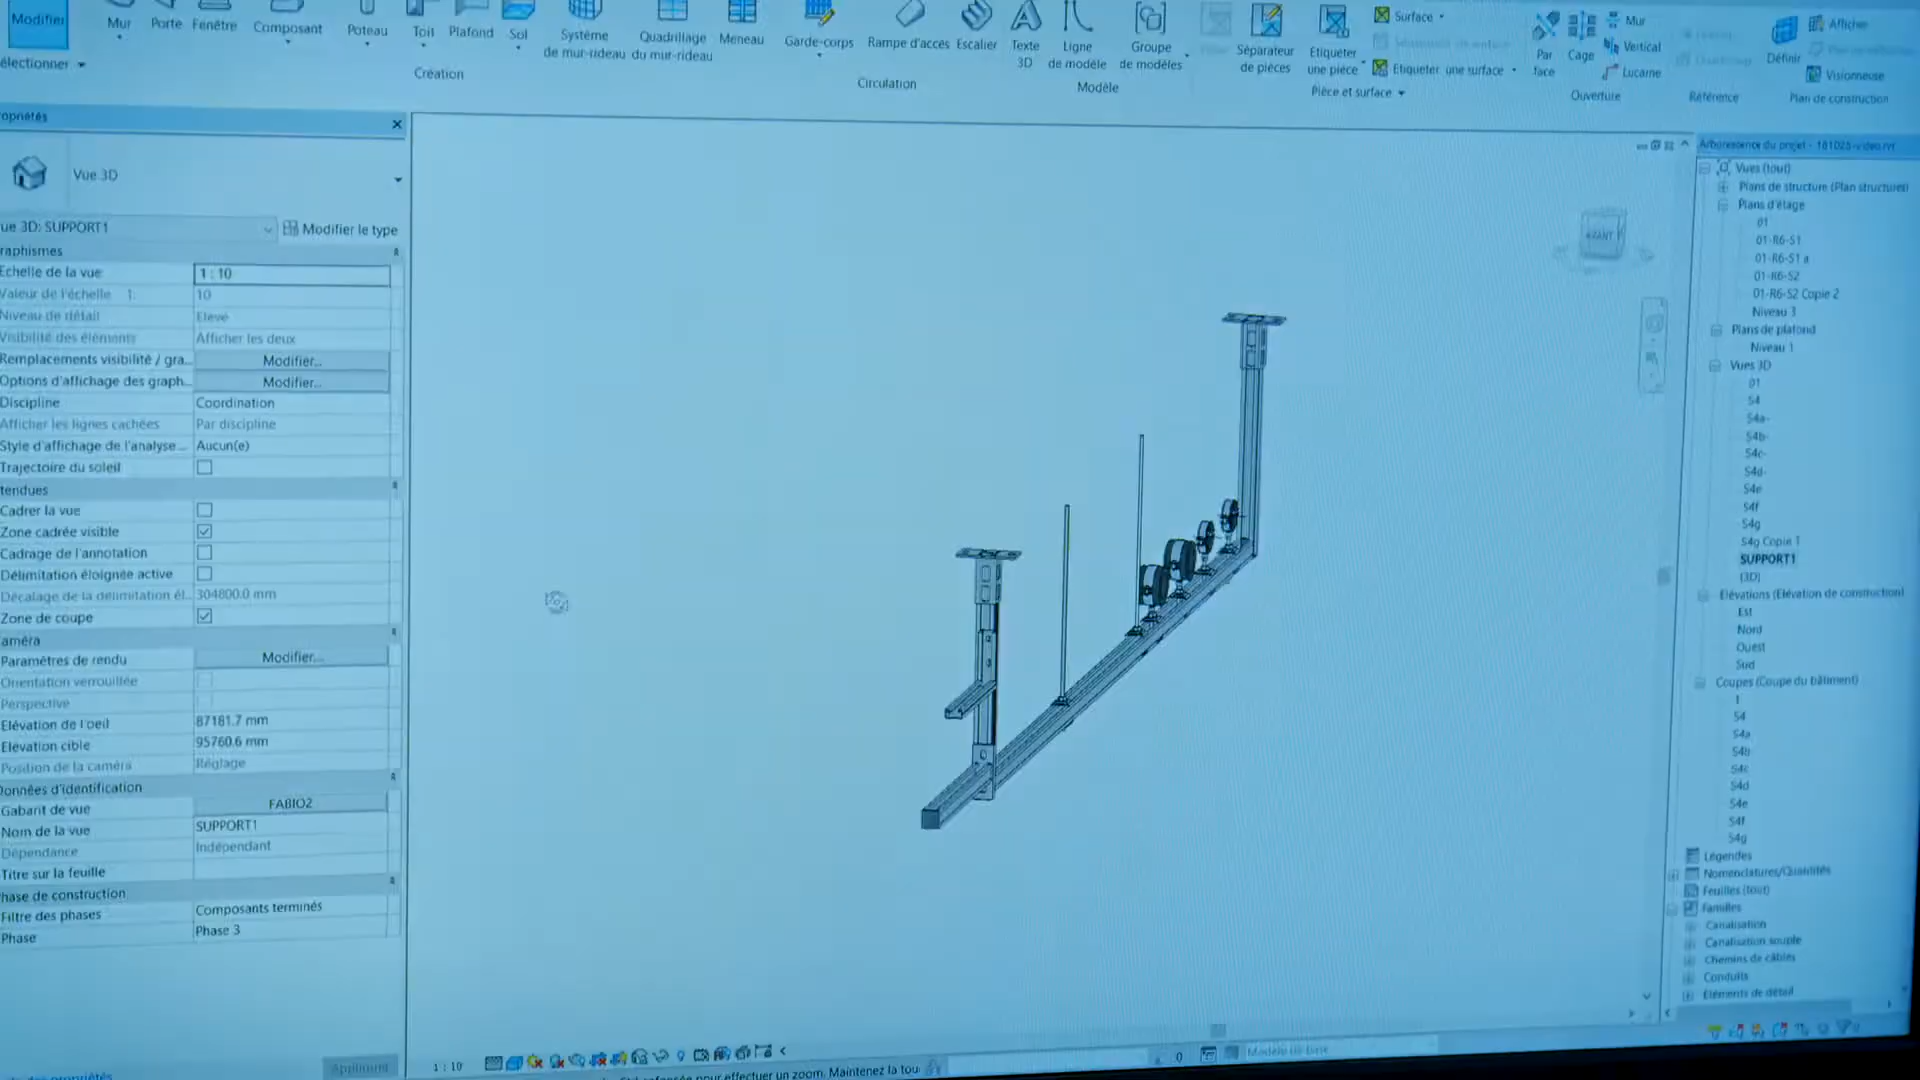 Modifier
électionner
Mur
Porte
Fenêtre
Composant
Poteau
Toit
Plafond
Sol
Système
de mur-rideau
Quadrillage
du mur-rideau
Meneau
Création
Garde-corps
Rampe d'accès
Escalier
Circulation
Texte
3D
Ligne
de modèle
Groupe
de modèles
Modèle
Séparateur
de pièces
Etiqueter
une pièce
Surface
Etiqueter une surface
Pièce et surface
Par
face
Cage
Mur
Vertical
Lucarne
Ouverture
Référence
Définir
Afficher
Visionneuse
Plan de construction
opriétés
Vue 3D
ue 3D: SUPPORT1
Modifier le type
raphismes
Echelle de la vue 1 : 10
Valeur de l'échelle 1: 10
Niveau de détail Elevé
Visibilité des éléments Afficher les deux
Remplacements visibilité / gra... Modifier...
Options d'affichage des graph... Modifier...
Discipline Coordination
Afficher les lignes cachées Par discipline
Style d'affichage de l'analyse ... Aucun(e)
Trajectoire du soleil
tendues
Cadrer la vue
Zone cadrée visible
Cadrage de l'annotation
Délimitation éloignée active
Décalage de la délimitation él... 304800.0 mm
Zone de coupe
améra
Paramètres de rendu Modifier...
Orientation verrouillée
Perspective
Elévation de l'oeil 87181.7 mm
Elévation cible 95760.6 mm
Position de la caméra Réglage
onnées d'identification
Gabarit de vue FABIO2
Nom de la vue SUPPORT1
Dépendance Indépendant
Titre sur la feuille
hase de construction
Filtre des phases Composants terminés
Phase Phase 3
Appliquer
AVANT
1 : 10
pour effectuer un zoom. Maintenez la tou
0
Arborescence du projet - 181025-video.rvt
Vues (tout)
Plans de structure (Plan structurel)
Plans d'étage
01
01-R6-S1
01-R6-S1 a
01-R6-S2
01-R6-S2 Copie 2
Niveau 3
Plans de plafond
Niveau 1
Vues 3D
01
S4
S4a-
S4b-
S4c-
S4d-
S4e
S4f
S4g
S4g Copie 1
SUPPORT1
{3D}
Elévations (Elévation de construction)
Est
Nord
Ouest
Sud
Coupes (Coupe du bâtiment)
1
S4
S4a
S4b
S4c
S4d
S4e
S4f
S4g
Légendes
Nomenclatures/Quantités
Feuilles (tout)
Familles
Canalisation
Canalisation souple
Chemins de câbles
Conduits
Eléments de détail